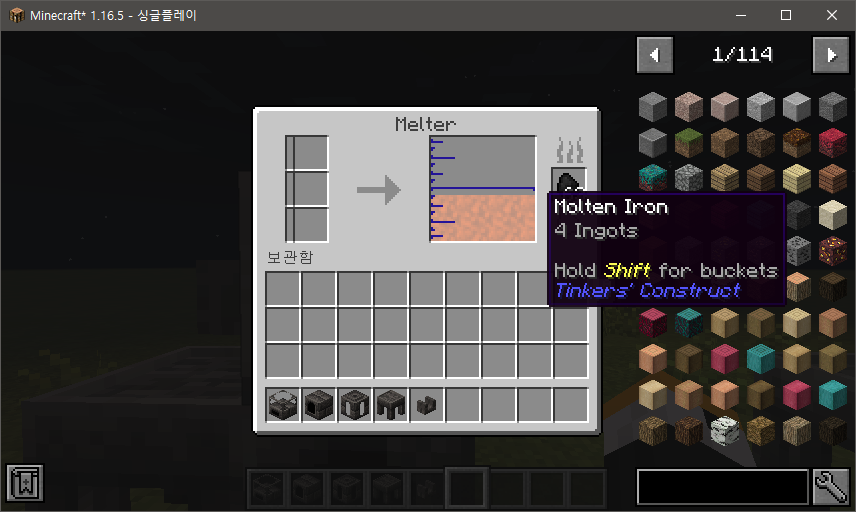 Minecraft* 1.16.5 - 싱글플레이
1/114
Melter
Molten Iron
4 Ingots
Hold Shift for buckets
Tinkers' Construct
보관함